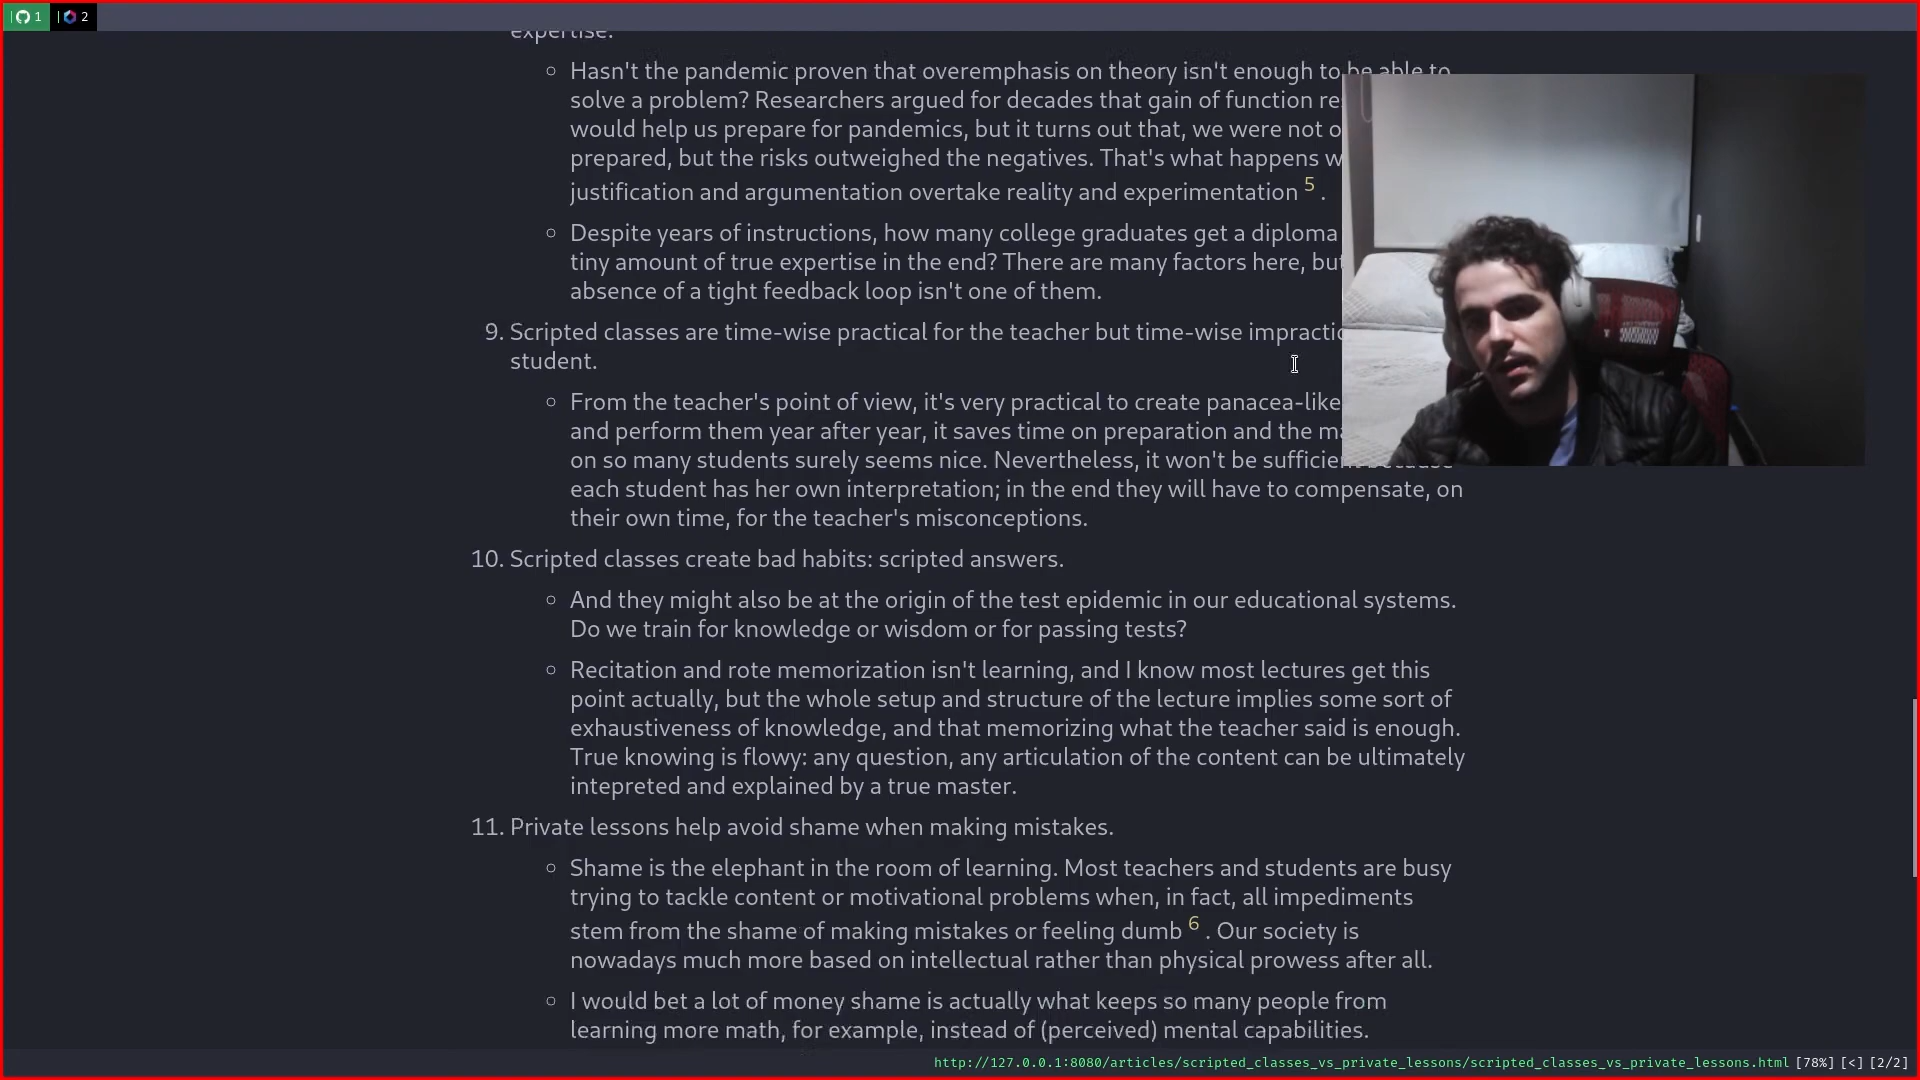 1 2
expertise.
Hasn't the pandemic proven that overemphasis on theory isn't enough to be able to
solve a problem? Researchers argued for decades that gain of function
would help us prepare for pandemics, but it turns out that, we were not
prepared, but the risks outweighed the negatives. That's what happens
justification and argumentation overtake reality and experimentation 5 .
Despite years of instructions, how many college graduates get a diploma
tiny amount of true expertise in the end? There are many factors here,
absence of a tight feedback loop isn't one of them.
9. Scripted classes are time-wise practical for the teacher but time-wise
student.
From the teacher's point of view, it's very practical to create panacea-like
and perform them year after year, it saves time on preparation and the
on so many students surely seems nice. Nevertheless, it won't be sufficient because
each student has her own interpretation; in the end they will have to compensate, on
their own time, for the teacher's misconceptions.
10. Scripted classes create bad habits: scripted answers.
And they might also be at the origin of the test epidemic in our educational systems.
Do we train for knowledge or wisdom or for passing tests?
Recitation and rote memorization isn't learning, and I know most lectures get this
point actually, but the whole setup and structure of the lecture implies some sort of
exhaustiveness of knowledge, and that memorizing what the teacher said is enough.
True knowing is flowy: any question, any articulation of the content can be ultimately
intepreted and explained by a true master.
11. Private lessons help avoid shame when making mistakes.
Shame is the elephant in the room of learning. Most teachers and students are busy
trying to tackle content or motivational problems when, in fact, all impediments
stem from the shame of making mistakes or feeling dumb 6 . Our society is
nowadays much more based on intellectual rather than physical prowess after all.
I would bet a lot of money shame is actually what keeps so many people from
learning more math, for example, instead of (perceived) mental capabilities.
http://127.0.0.1:8080/articles/scripted_classes_vs_private_lessons/scripted_classes_vs_private_lessons.html [78%] [<] [2/2]